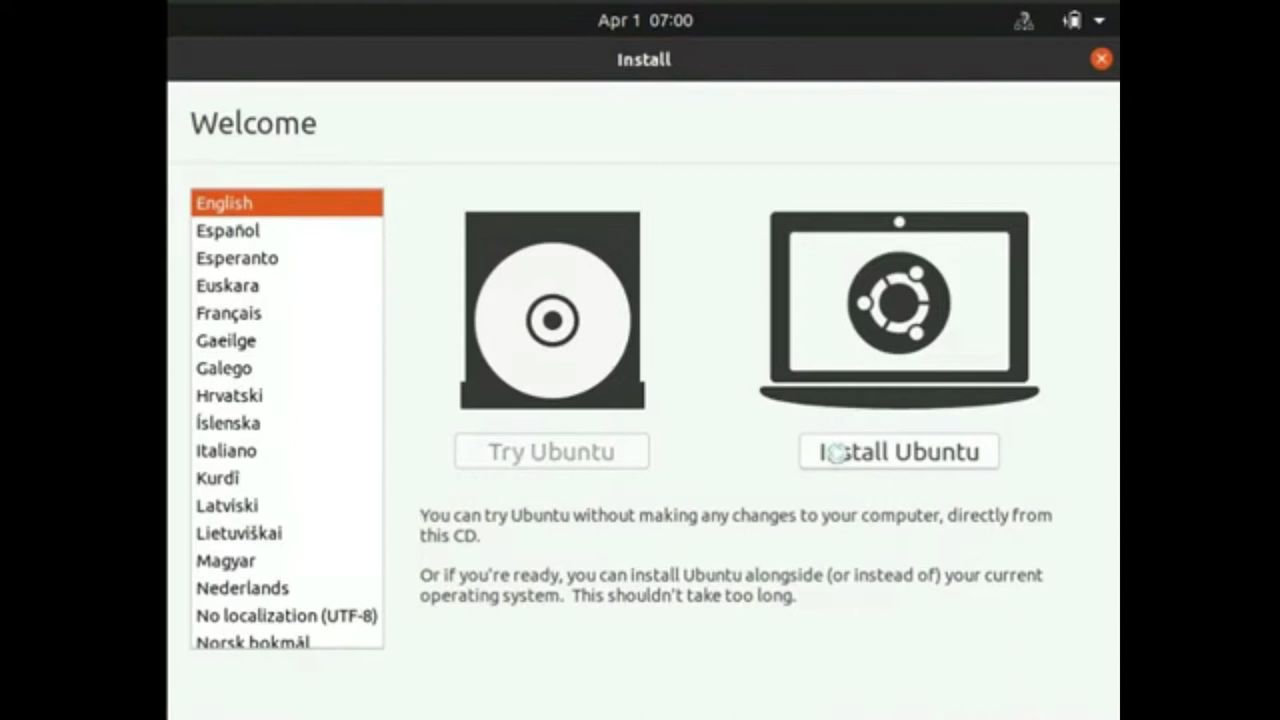 Apr 1 07:00
Install
Welcome
English
Español
Esperanto
Euskara
Français
Gaeilge
Galego
Hrvatski
Íslenska
Italiano
Kurdî
Latviski
Lietuviškai
Magyar
Nederlands
No localization (UTF-8)
Norsk bokmål
Try Ubuntu
Install Ubuntu
You can try Ubuntu without making any changes to your computer, directly from
this CD.
Or if you're ready, you can install Ubuntu alongside (or instead of) your current
operating system. This shouldn't take too long.